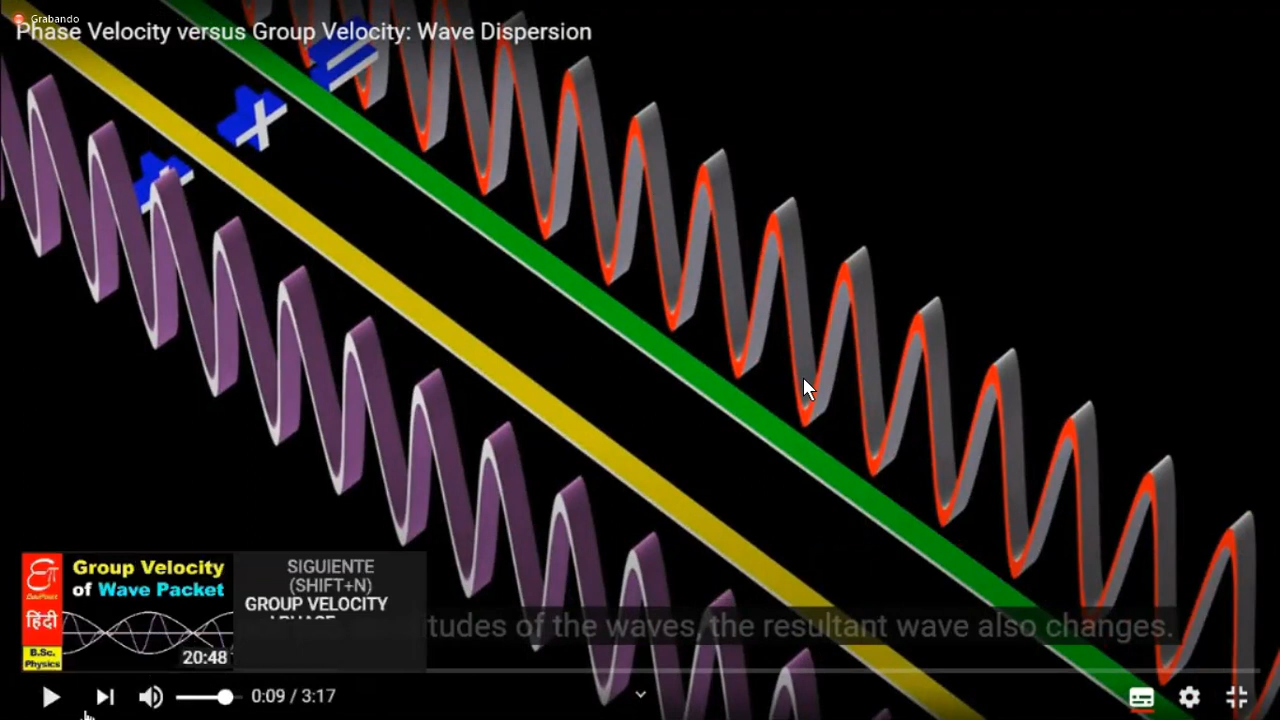 Grabando
Phase Velocity versus Group Velocity: Wave Dispersion
Group Velocity
of Wave Packet
हिंदी
B.Sc.
Physics
20:48
SIGUIENTE
(SHIFT+N)
GROUP VELOCITY
tudes of the waves, the resultant wave also changes.
0:09 / 3:17